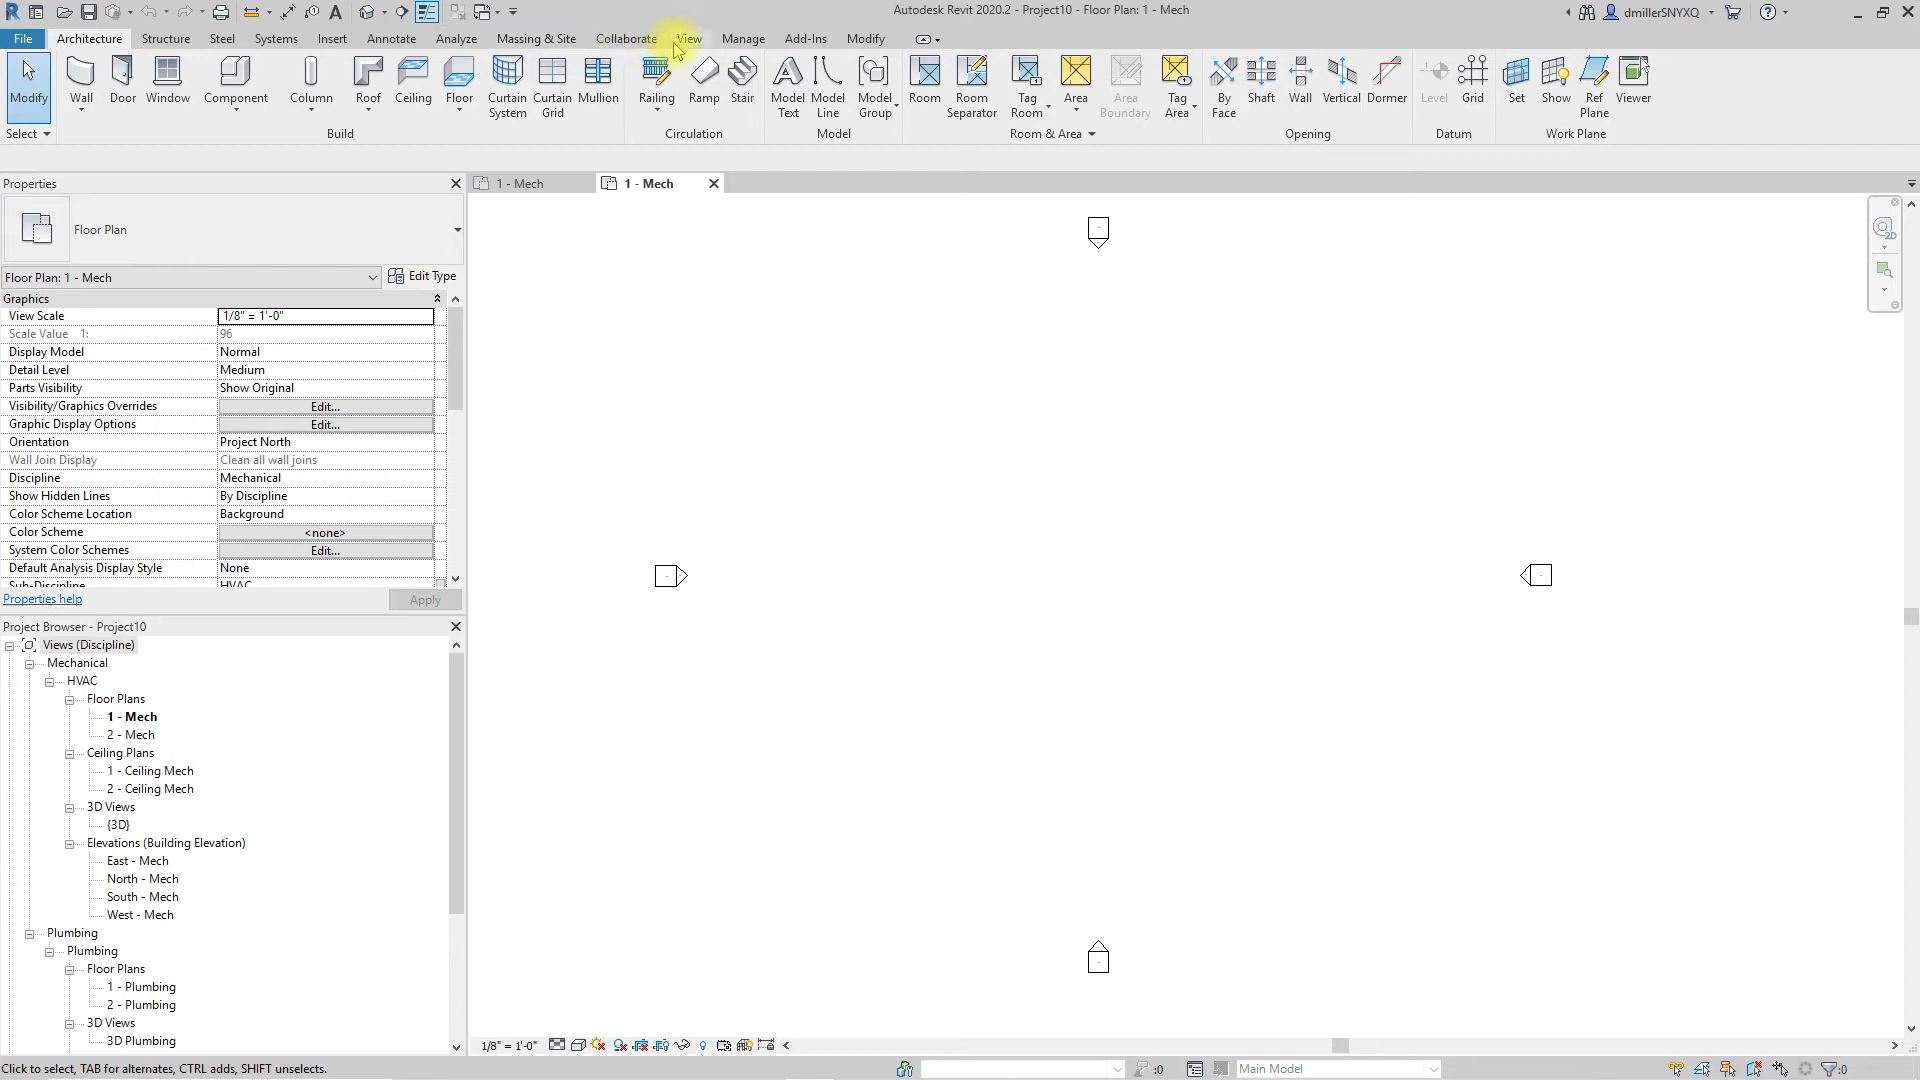 Autodesk Revit 2020.2 - Project10 - Floor Plan: 1 - Mech
dmillerSNYXQ
File Architecture Structure Steel Systems Insert Annotate Analyze Massing & Site Collaborate View Manage Add-Ins Modify
Modify Wall Door Window Component Column Roof Ceiling Floor Curtain System Curtain Grid Mullion Railing Ramp Stair Model Text Model Line Model Group Room Room Separator Tag Room Area Area Boundary Tag Area By Face Shaft Wall Vertical Dormer Level Grid Set Show Ref Plane Viewer
Select Build Circulation Model Room & Area Opening Datum Work Plane
Properties
1 - Mech
1 - Mech
Floor Plan
Floor Plan: 1 - Mech
Edit Type
Graphics
View Scale 1/8" = 1'-0"
Scale Value 1: 96
Display Model Normal
Detail Level Medium
Parts Visibility Show Original
Visibility/Graphics Overrides Edit...
Graphic Display Options Edit...
Orientation Project North
Wall Join Display Clean all wall joins
Discipline Mechanical
Show Hidden Lines By Discipline
Color Scheme Location Background
Color Scheme <none>
System Color Schemes Edit...
Default Analysis Display Style None
Sub-Discipline HVAC
Properties help
Apply
Project Browser - Project10
Views (Discipline)
Mechanical
HVAC
Floor Plans
1 - Mech
2 - Mech
Ceiling Plans
1 - Ceiling Mech
2 - Ceiling Mech
3D Views
{3D}
Elevations (Building Elevation)
East - Mech
North - Mech
South - Mech
West - Mech
Plumbing
Plumbing
Floor Plans
1 - Plumbing
2 - Plumbing
3D Views
3D Plumbing
1/8" = 1'-0"
Click to select, TAB for alternates, CTRL adds, SHIFT unselects.
:0
Main Model
:0